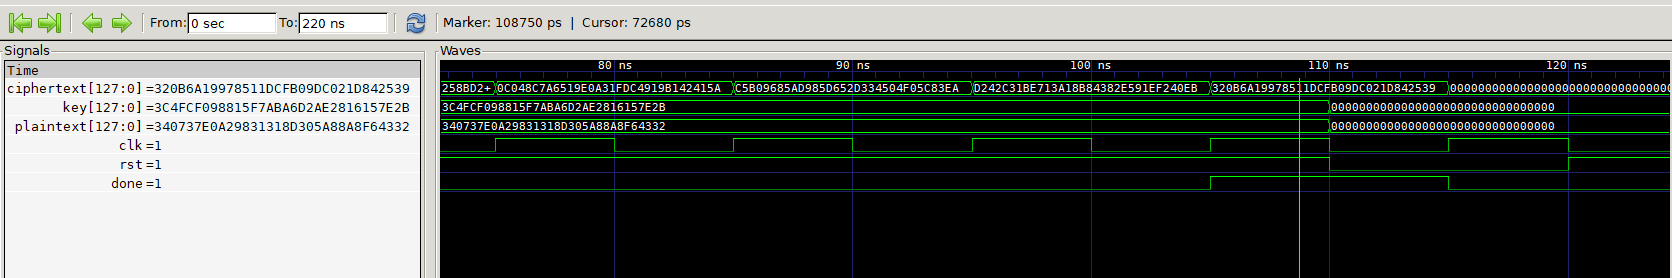 From: 0 sec To: 220 ns Marker: 108750 ps | Cursor: 72680 ps
Signals Waves
Time 80 ns 90 ns 100 ns 110 ns 120 ns
ciphertext[127:0] =320B6A19978511DCFB09DC021D842539 258BD2+ 0C048C7A6519E0A31FDC4919B142415A C5B09685AD985D652D334504F05C83EA D242C31BE713A18B84382E591EF240EB 320B6A19978511DCFB09DC021D842539 00000000000000000000000000000
key[127:0] =3C4FCF098815F7ABA6D2AE2816157E2B 3C4FCF098815F7ABA6D2AE2816157E2B 00000000000000000000000000000000
plaintext[127:0] =340737E0A29831318D305A88A8F64332 340737E0A29831318D305A88A8F64332 00000000000000000000000000000000
clk =1
rst =1
done =1